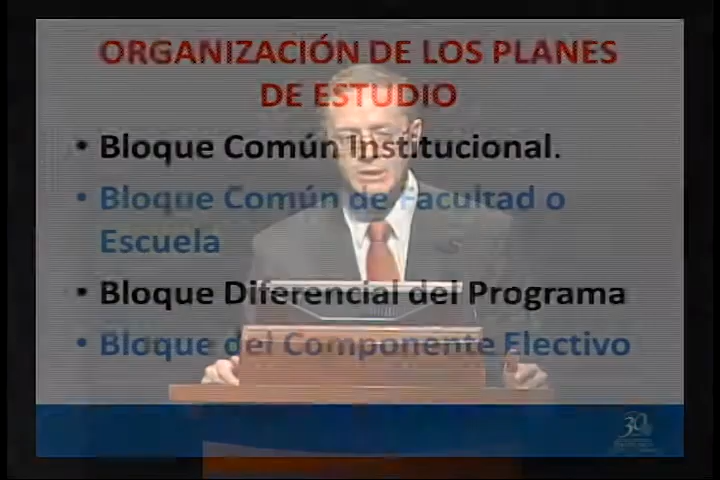 ORGANIZACIÓN DE LOS PLANES
DE ESTUDIO
• Bloque Común Institucional.
• Bloque Común de Facultad o
Escuela
• Bloque Diferencial del Programa
• Bloque del Componente Electivo
30